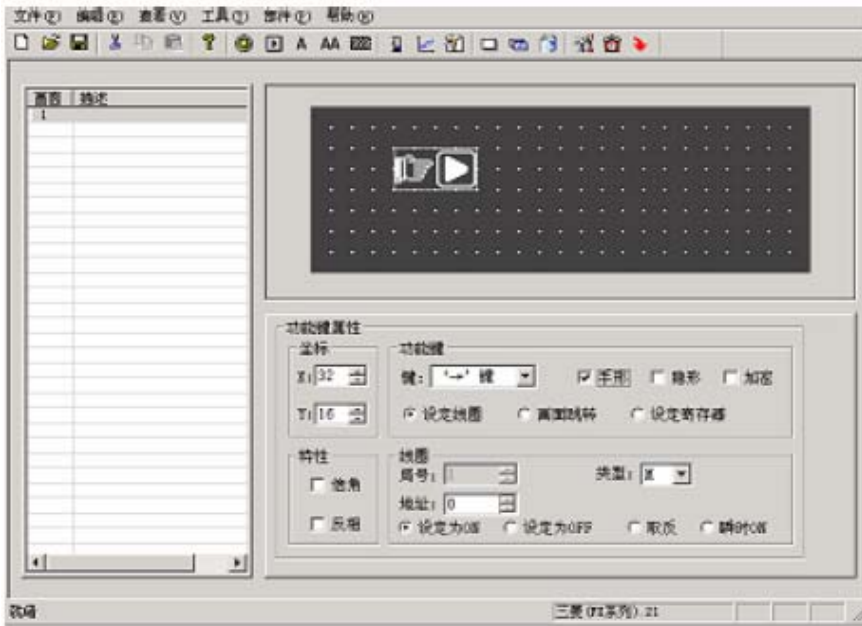 文件(F) 编辑(E) 查看(V) 工具(T) 部件(P) 帮助(H)
A AA
画面 描述
1
功能键属性
坐标
X: 32
Y: 16
功能键
键: '→' 键 手形 隐形 加密
设定线圈 画面跳转 设定寄存器
特性
倍角
反相
线圈
局号: 1 类型:
地址: 0
设定为ON 设定为OFF 取反 瞬时ON
就绪 三菱(FX系列).21